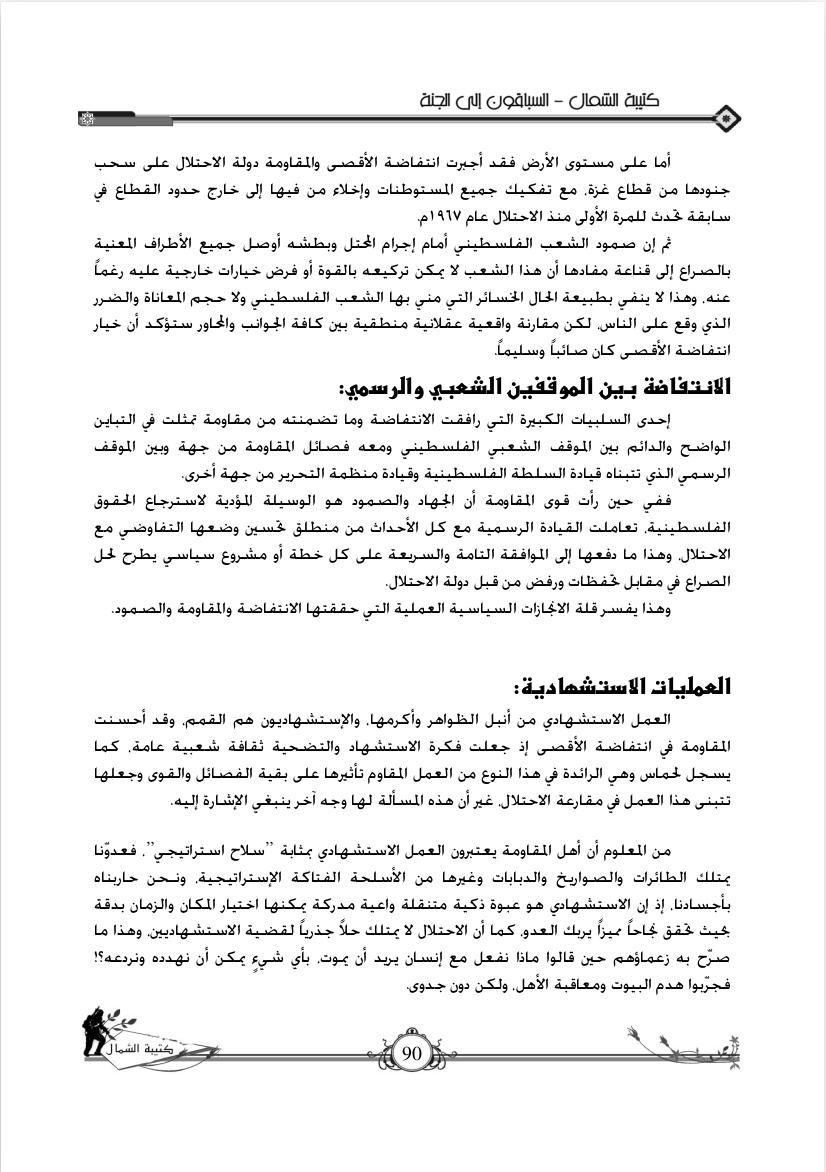 كتيبة الشمال - السباقون إلى الجنة
أما على مستوى الأرض فقد أجبرت انتفاضة الأقصى والمقاومة دولة الاحتلال على سحب
جنودها من قطاع غزة، مع تفكيك جميع المستوطنات وإخلاء من فيها إلى خارج حدود القطاع في
سابقة تحدث للمرة الأولى منذ الاحتلال عام ١٩٦٧م.
ثم إن صمود الشعب الفلسطيني أمام إجرام المحتل وبطشه أوصل جميع الأطراف المعنية
بالصراع إلى قناعة مفادها أن هذا الشعب لا يمكن تركيعه بالقوة أو فرض خيارات خارجية عليه رغماً
عنه، وهذا لا ينفي بطبيعة الحال الخسائر التي مني بها الشعب الفلسطيني ولا حجم المعاناة والضرر
الذي وقع على الناس، لكن مقارنة واقعية عقلانية منطقية بين كافة الجوانب والمحاور ستؤكد أن خيار
انتفاضة الأقصى كان صائباً وسليماً.
الانتفاضة بين الموقفين الشعبي والرسمي:
إحدى السلبيات الكبيرة التي رافقت الانتفاضة وما تضمنته من مقاومة تمثلت في التباين
الواضح والدائم بين الموقف الشعبي الفلسطيني ومعه فصائل المقاومة من جهة وبين الموقف
الرسمي الذي تتبناه قيادة السلطة الفلسطينية وقيادة منظمة التحرير من جهة أخرى.
ففي حين رأت قوى المقاومة أن الجهاد والصمود هو الوسيلة المؤدية لاسترجاع الحقوق
الفلسطينية، تعاملت القيادة الرسمية مع كل الأحداث من منطلق تحسين وضعها التفاوضي مع
الاحتلال، وهذا ما دفعها إلى الموافقة التامة والسريعة على كل خطة أو مشروع سياسي يطرح لحل
الصراع في مقابل تحفظات ورفض من قبل دولة الاحتلال.
وهذا يفسر قلة الانجازات السياسية العملية التي حققتها الانتفاضة والمقاومة والصمود.
العمليات الاستشهادية:
العمل الاستشهادي من أنبل الظواهر وأكرمها، والإستشهاديون هم القمم، وقد أحسنت
المقاومة في انتفاضة الأقصى إذ جعلت فكرة الاستشهاد والتضحية ثقافة شعبية عامة، كما
يسجل لحماس وهي الرائدة في هذا النوع من العمل المقاوم تأثيرها على بقية الفصائل والقوى وجعلها
تتبنى هذا العمل في مقارعة الاحتلال، غير أن هذه المسألة لها وجه آخر ينبغي الإشارة إليه.
من المعلوم أن أهل المقاومة يعتبرون العمل الاستشهادي بمثابة ”سلاح استراتيجي“، فعدوّنا
يمتلك الطائرات والصواريخ والدبابات وغيرها من الأسلحة الفتاكة الإستراتيجية، ونحن حاربناه
بأجسادنا، إذ إن الاستشهادي هو عبوة ذكية متنقلة واعية مدركة يمكنها اختيار المكان والزمان بدقة
بحيث تحقق نجاحاً مميزاً يربك العدو، كما أن الاحتلال لا يمتلك حلاً جذرياً لقضية الاستشهاديين، وهذا ما
صرّح به زعماؤهم حين قالوا ماذا نفعل مع إنسان يريد أن يموت، بأي شيءٍ يمكن أن نهدده ونردعه؟!
فجرّبوا هدم البيوت ومعاقبة الأهل، ولكن دون جدوى.
كتيبة الشمال
90